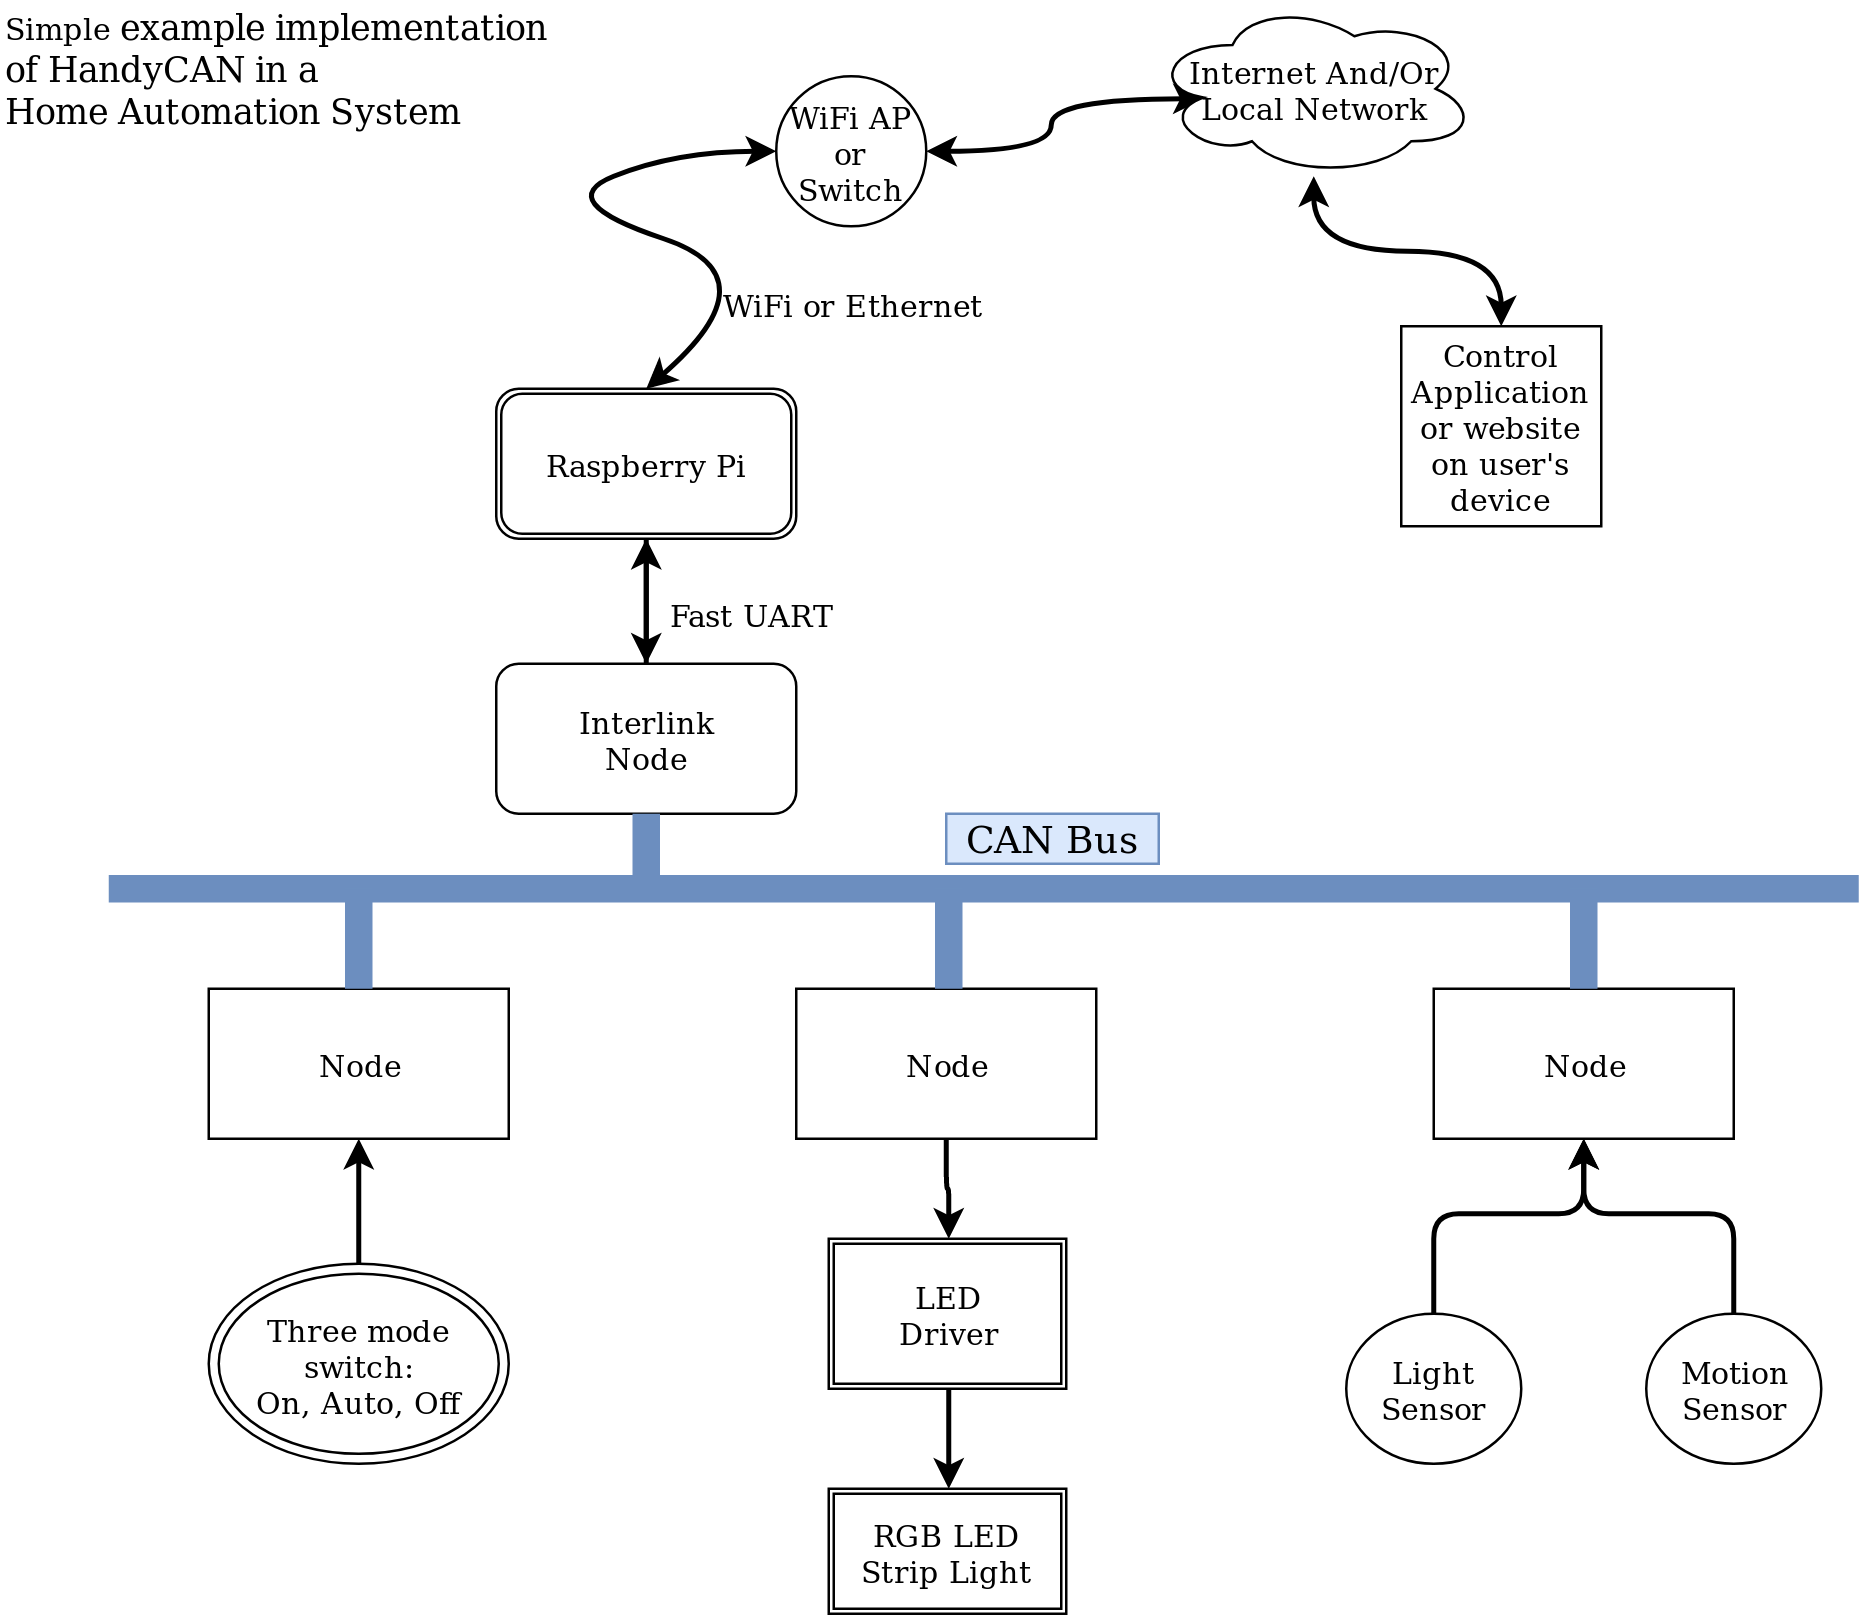 Simple example implementation
of HandyCAN in a
Home Automation System
Internet And/Or
Local Network
WiFi AP
or
Switch
WiFi or Ethernet
Control
Application
or website
on user's
device
Raspberry Pi
Fast UART
Interlink
Node
CAN Bus
Node
Node
Node
Three mode
switch:
On, Auto, Off
LED
Driver
Light
Sensor
Motion
Sensor
RGB LED
Strip Light